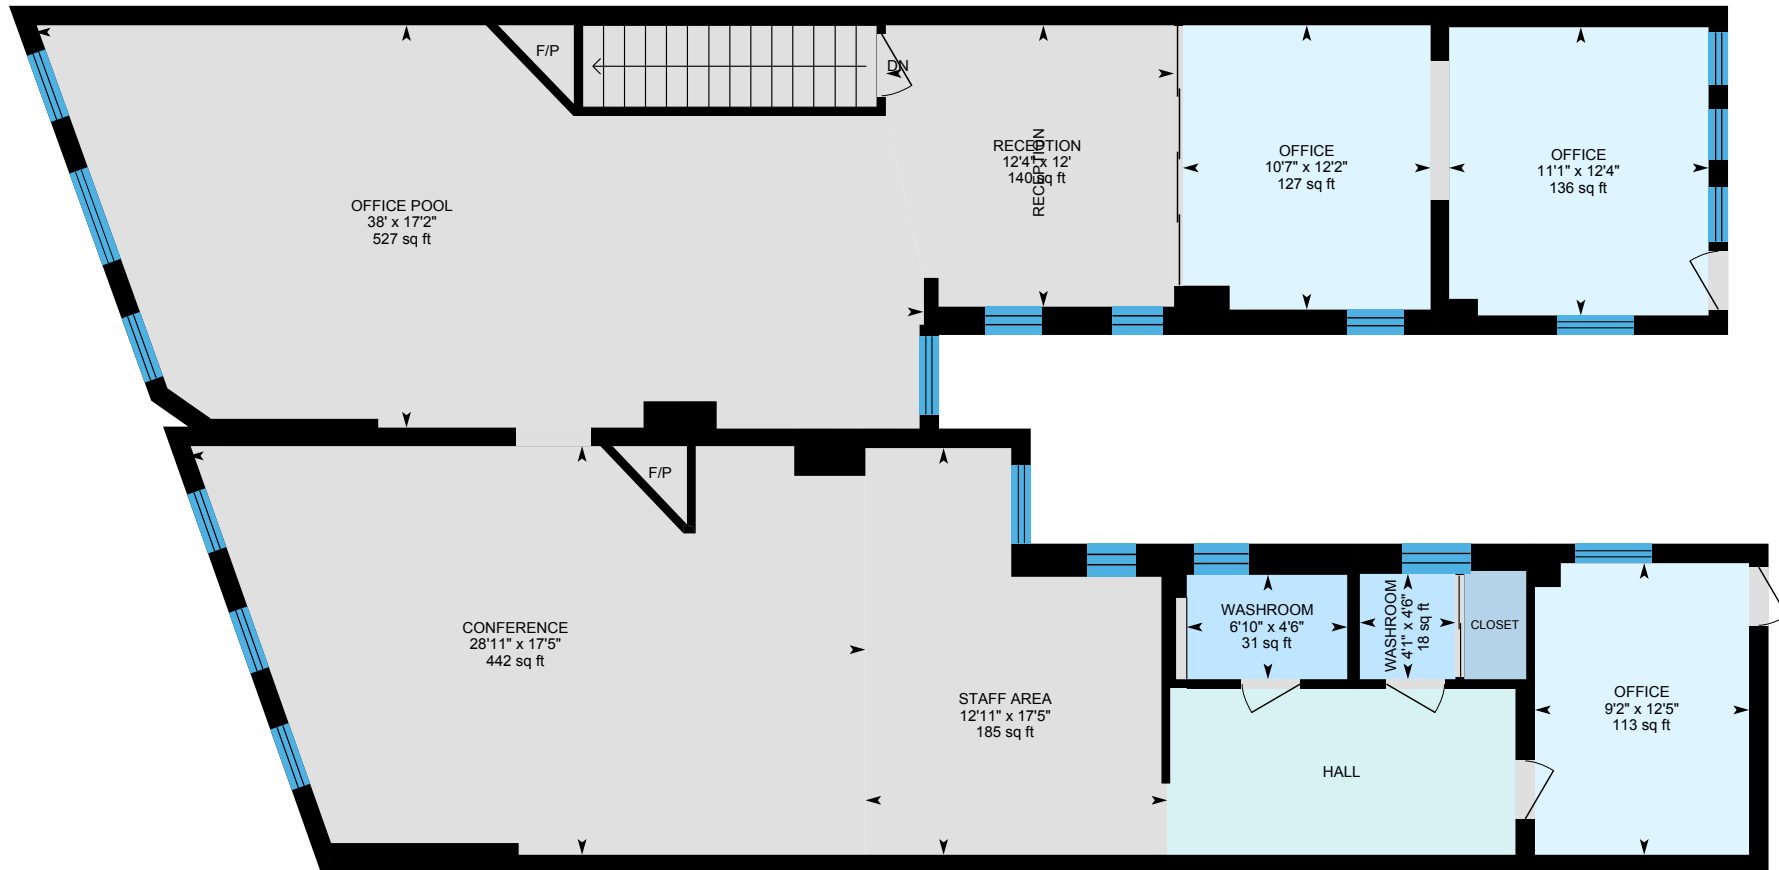 F/P
DN
RECEPTION
12'4" x 12'
140 sq ft
RECEPTION
OFFICE
10'7" x 12'2"
127 sq ft
OFFICE
11'1" x 12'4"
136 sq ft
OFFICE POOL
38' x 17'2"
527 sq ft
F/P
CONFERENCE
28'11" x 17'5"
442 sq ft
STAFF AREA
12'11" x 17'5"
185 sq ft
WASHROOM
6'10" x 4'6"
31 sq ft
WASHROOM
4'1" x 4'6"
18 sq ft
CLOSET
HALL
OFFICE
9'2" x 12'5"
113 sq ft